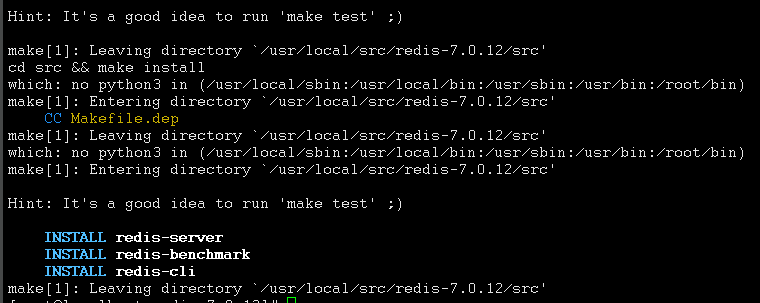 Hint: It's a good idea to run 'make test' ;)
make[1]: Leaving directory `/usr/local/src/redis-7.0.12/src'
cd src && make install
which: no python3 in (/usr/local/sbin:/usr/local/bin:/usr/sbin:/usr/bin:/root/bin)
make[1]: Entering directory `/usr/local/src/redis-7.0.12/src'
CC Makefile.dep
make[1]: Leaving directory `/usr/local/src/redis-7.0.12/src'
which: no python3 in (/usr/local/sbin:/usr/local/bin:/usr/sbin:/usr/bin:/root/bin)
make[1]: Entering directory `/usr/local/src/redis-7.0.12/src'
Hint: It's a good idea to run 'make test' ;)
INSTALL redis-server
INSTALL redis-benchmark
INSTALL redis-cli
make[1]: Leaving directory `/usr/local/src/redis-7.0.12/src'